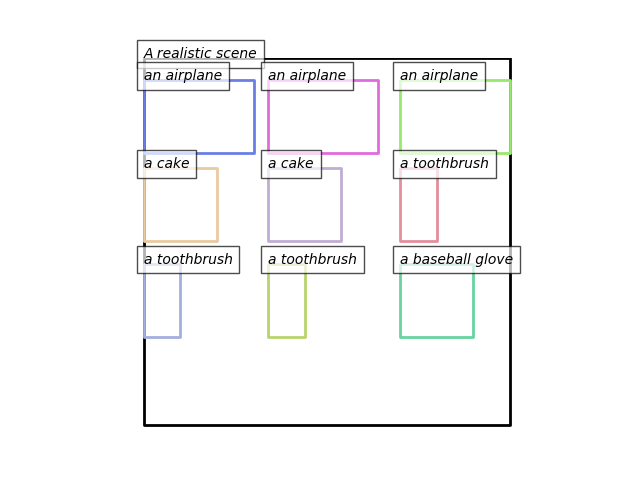 A realistic scene
an airplane
an airplane
an airplane
a cake
a cake
a toothbrush
a toothbrush
a toothbrush
a baseball glove